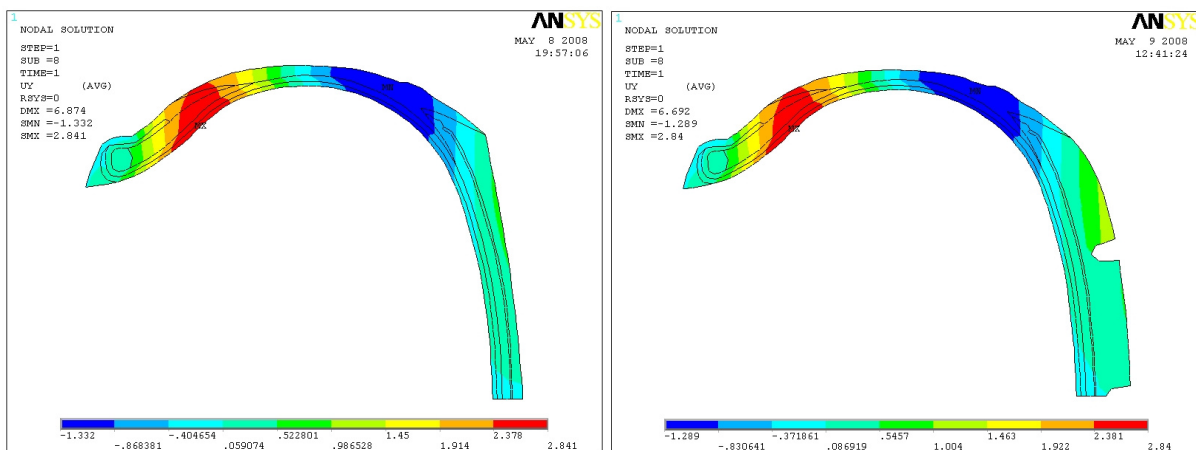 1
ANSYS
NODAL SOLUTION
MAY 8 2008
19:57:06
STEP=1
SUB =8
TIME=1
UY (AVG)
RSYS=0
DMX=6.874
SMN =-1.332
SMX =2.841
MN
MX
-1.332 -.868381 -.404654 .059074 .522801 .986528 1.45 1.914 2.378 2.841
1
ANSYS
NODAL SOLUTION
MAY 9 2008
12:41:24
STEP=1
SUB =8
TIME=1
UY (AVG)
RSYS=0
DMX=6.692
SMN =-1.289
SMX =2.84
MN
MX
-1.289 -.830641 -.371861 .086919 .5457 1.004 1.463 1.922 2.381 2.84